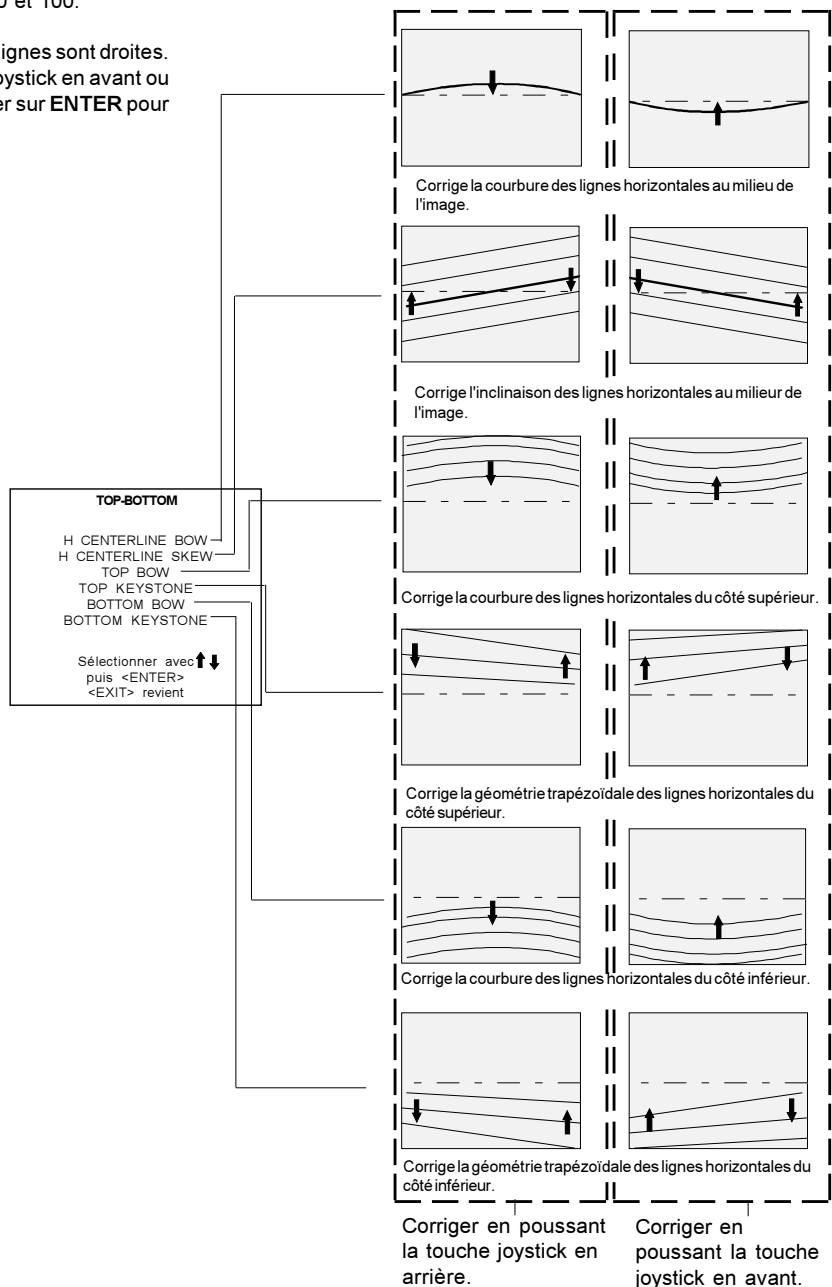 et 100.
lignes sont droites.
joystick en avant ou
sur ENTER pour
Corrige la courbure des lignes horizontales au milieu de
l'image.
Corrige l'inclinaison des lignes horizontales au milieur de
l'image.
TOP-BOTTOM
H CENTERLINE BOW
H CENTERLINE SKEW
TOP BOW
TOP KEYSTONE
BOTTOM BOW
BOTTOM KEYSTONE
Sélectionner avec
puis <ENTER>
<EXIT> revient
Corrige la courbure des lignes horizontales du côté supérieur.
Corrige la géométrie trapézoïdale des lignes horizontales du
côté supérieur.
Corrige la courbure des lignes horizontales du côté inférieur.
Corrige la géométrie trapézoïdale des lignes horizontales du
côté inférieur.
Corriger en poussant
la touche joystick en
arrière.
Corriger en
poussant la touche
joystick en avant.